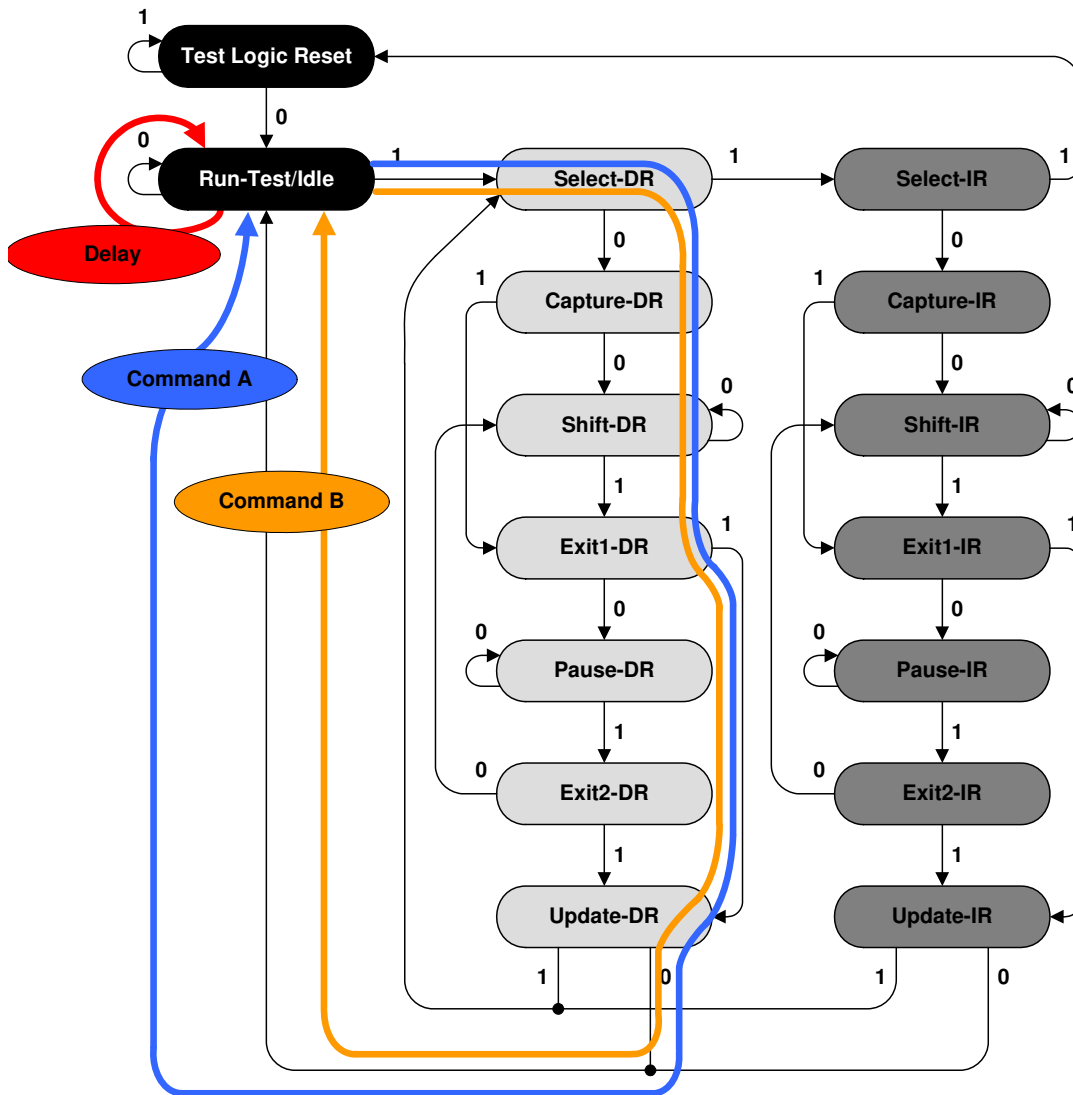 1
Test Logic Reset
0
0
Run-Test/Idle
1
Select-DR
1
Select-IR
1
Delay
0
0
1
Capture-DR
1
Capture-IR
Command A
0
0
0
0
Shift-DR
Shift-IR
Command B
1
1
Exit1-DR
1
Exit1-IR
1
0
0
0
0
Pause-DR
Pause-IR
1
1
0
0
Exit2-DR
Exit2-IR
1
1
Update-DR
Update-IR
1
0
1
0